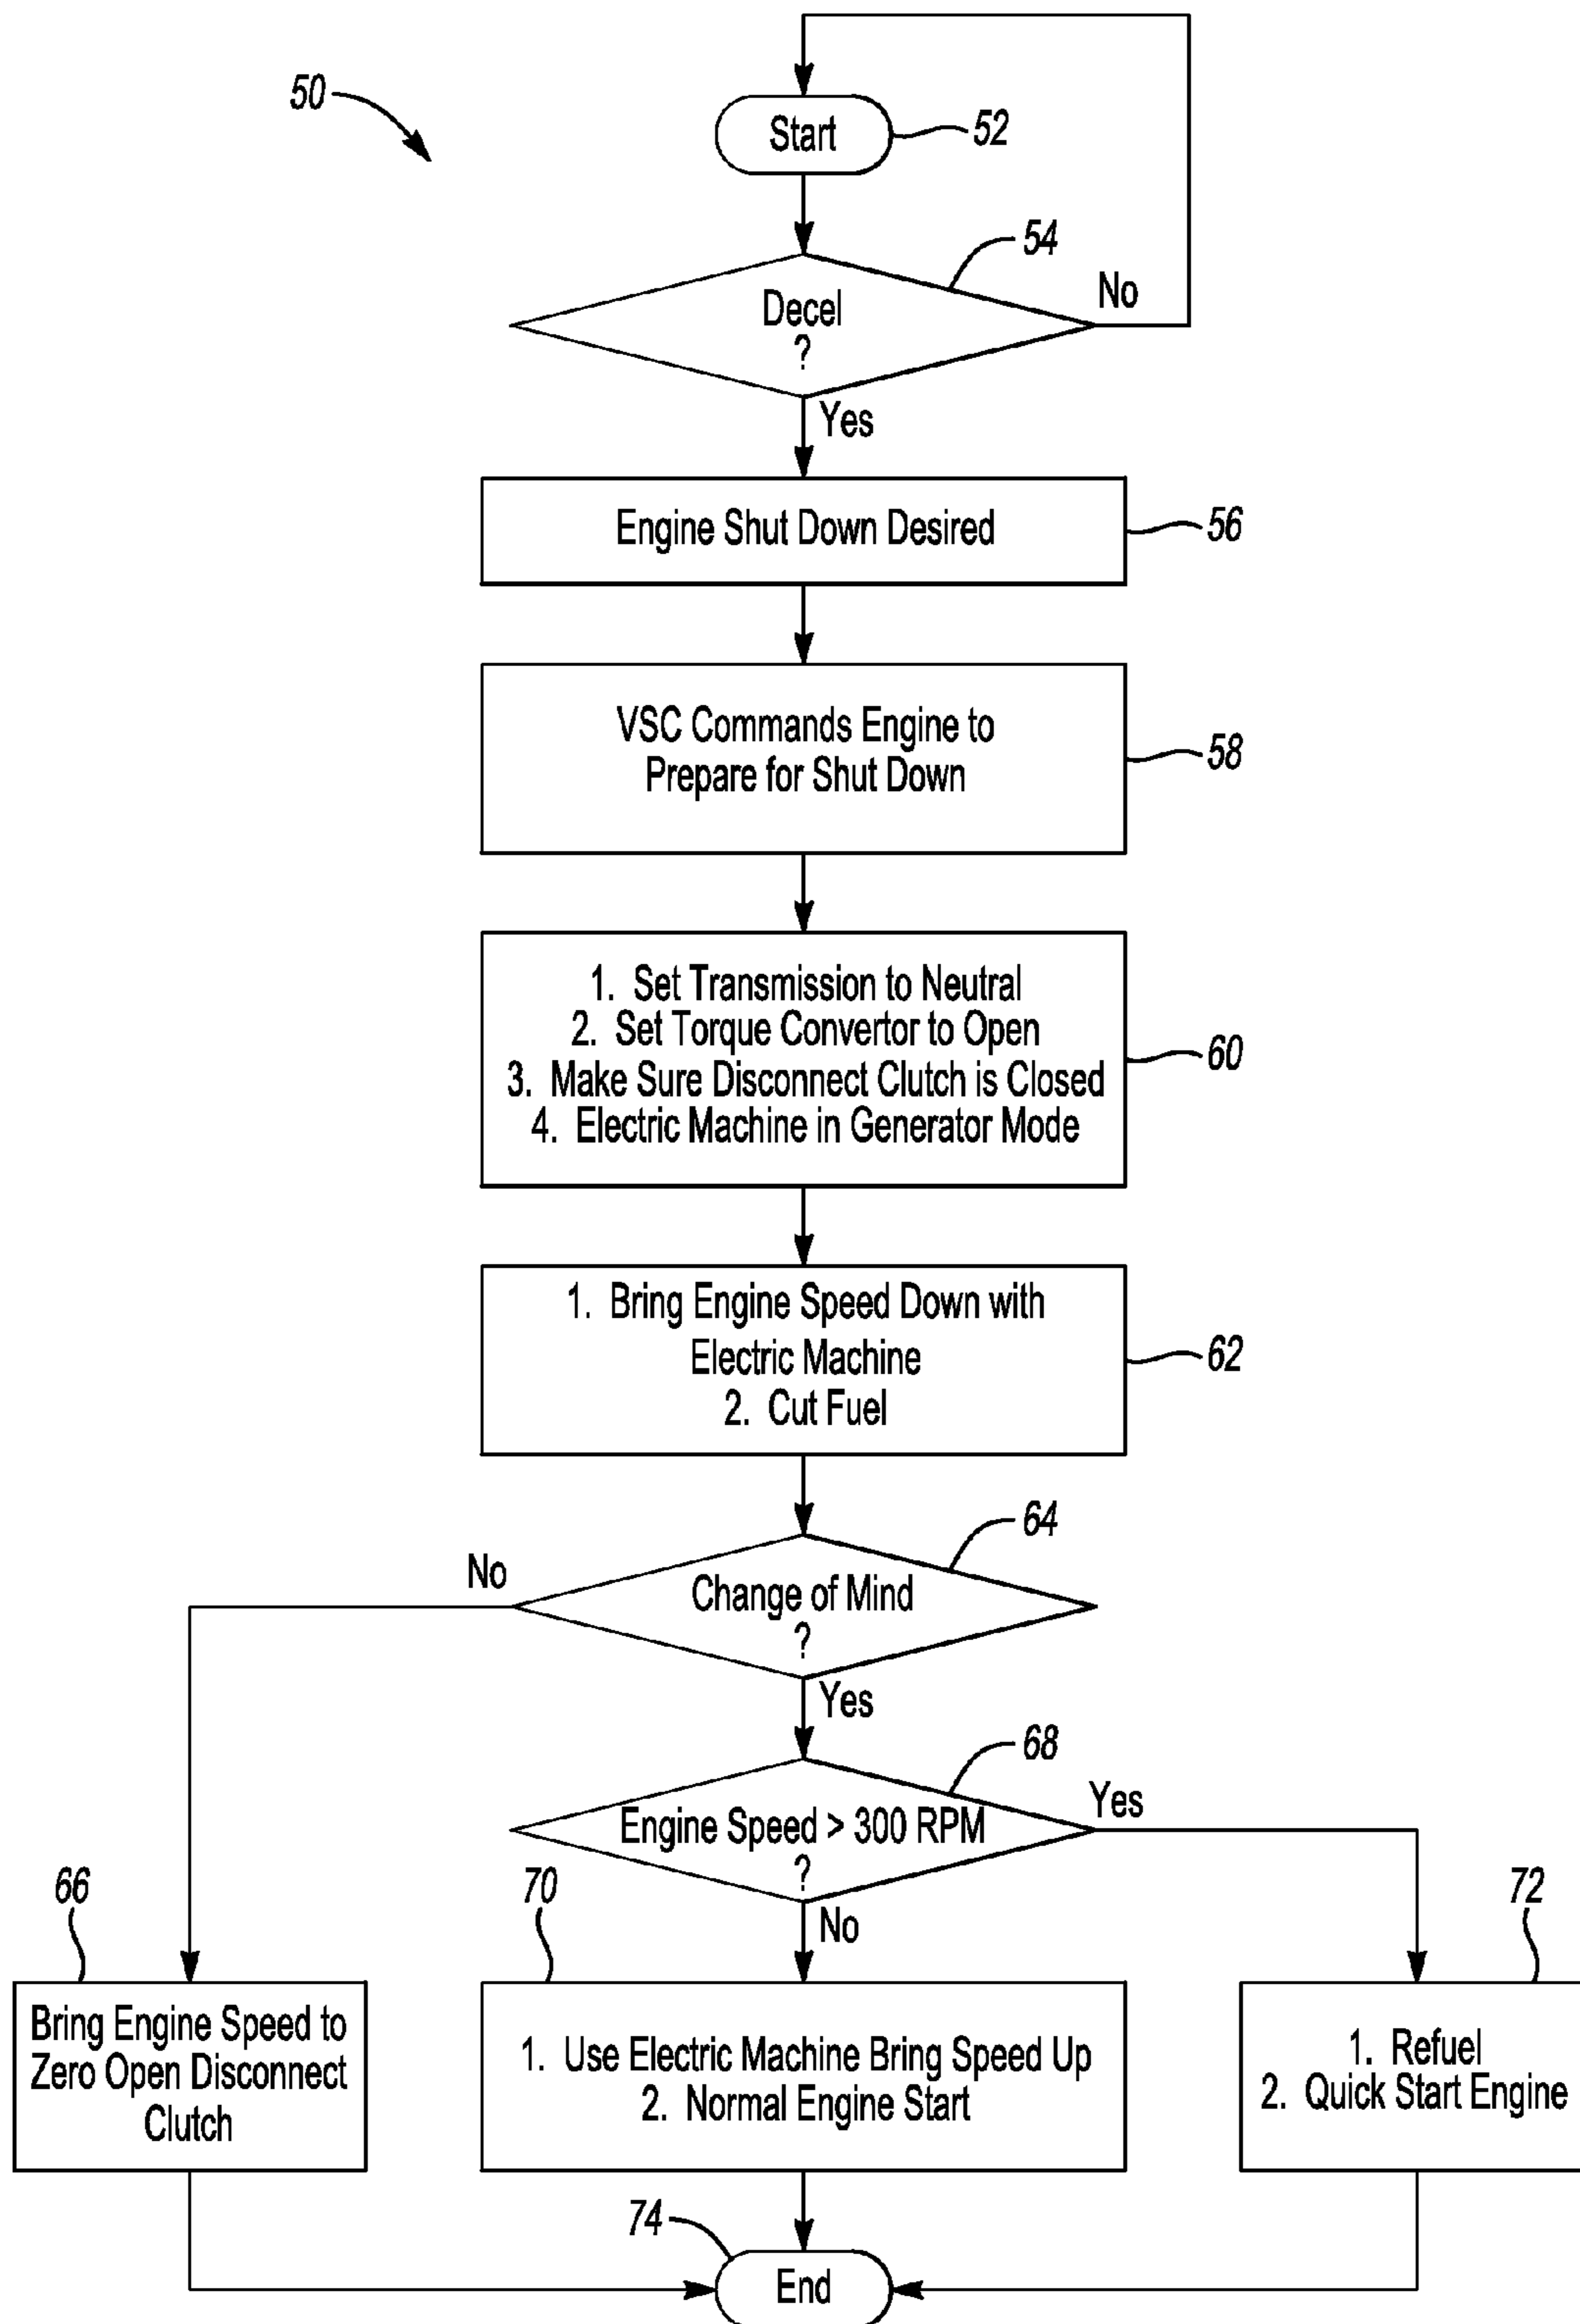 50
Start
52
54
Decel
?
No
Yes
Engine Shut Down Desired
56
VSC Commands Engine to
Prepare for Shut Down
58
1. Set Transmission to Neutral
2. Set Torque Convertor to Open
3. Make Sure Disconnect Clutch is Closed
4. Electric Machine in Generator Mode
60
1. Bring Engine Speed Down with
Electric Machine
2. Cut Fuel
62
64
No
Change of Mind
?
Yes
68
Yes
Engine Speed > 300 RPM
?
No
66
70
72
Bring Engine Speed to
Zero Open Disconnect
Clutch
1. Use Electric Machine Bring Speed Up
2. Normal Engine Start
1. Refuel
2. Quick Start Engine
74
End